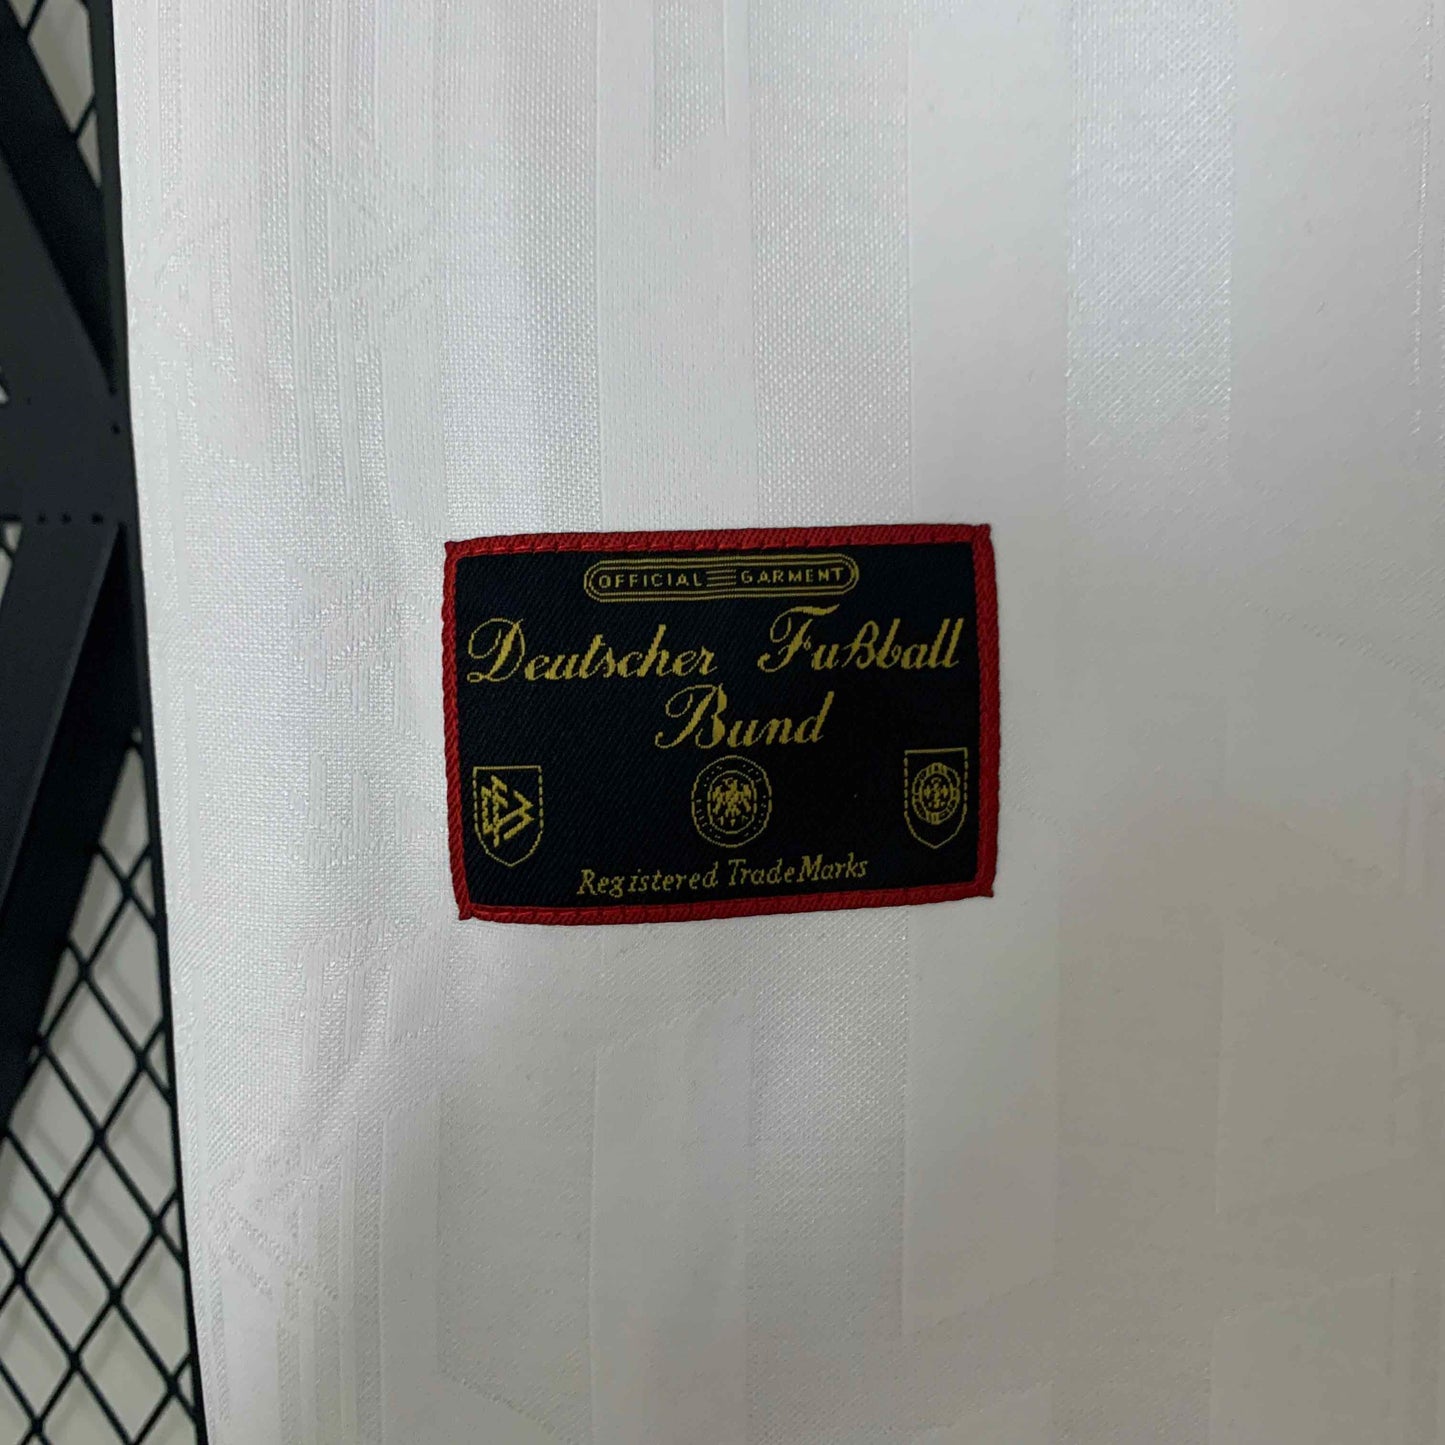 OFFICIAL GARMENT
Deutscher Fußball
Bund
Registered TradeMarks